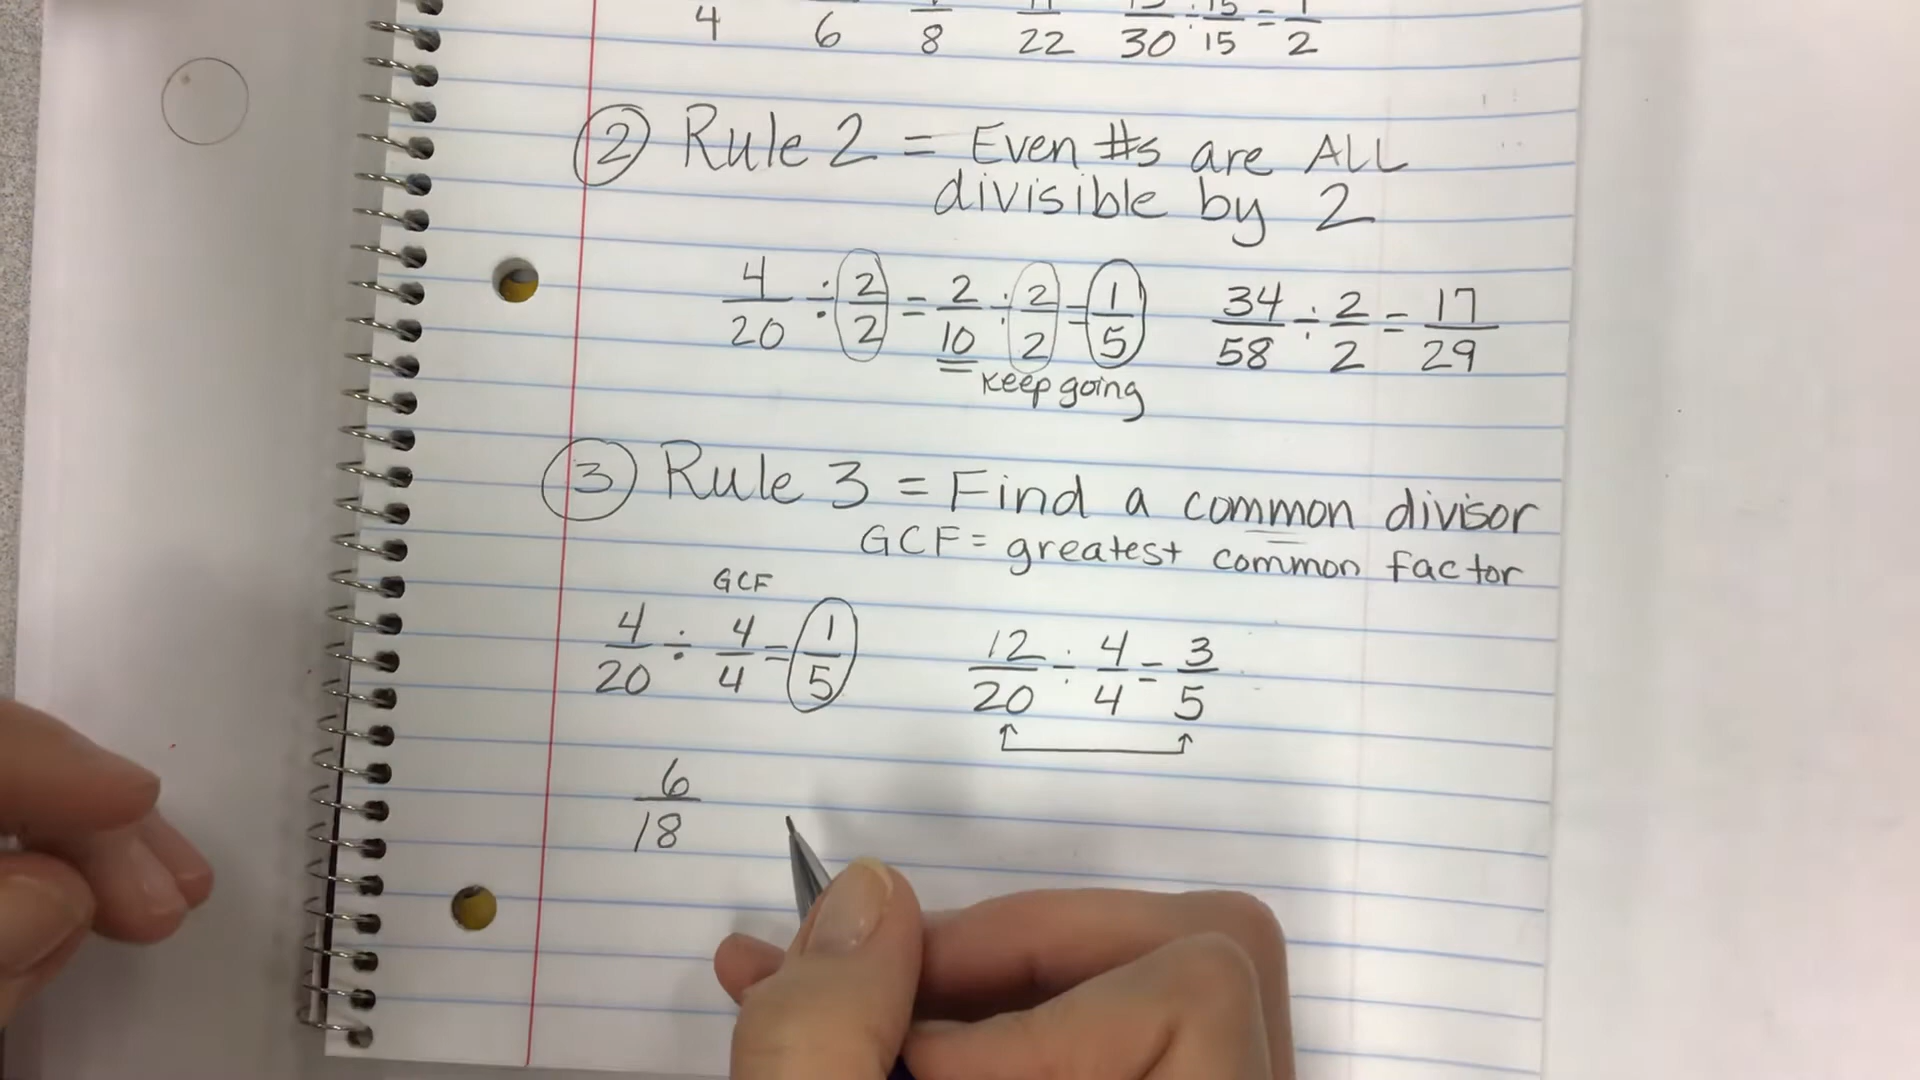 4 6 8 22 30 ÷ 15 = 2
② Rule 2 = Even #s are ALL
divisible by 2
4/20 ÷ 2/2 = 2/10 ÷ 2/2 = 1/5 34/58 ÷ 2/2 = 17/29
keep going
③ Rule 3 = Find a common divisor
GCF = greatest common factor
GCF
4/20 ÷ 4/4 = 1/5 12/20 ÷ 4/4 = 3/5
6/18